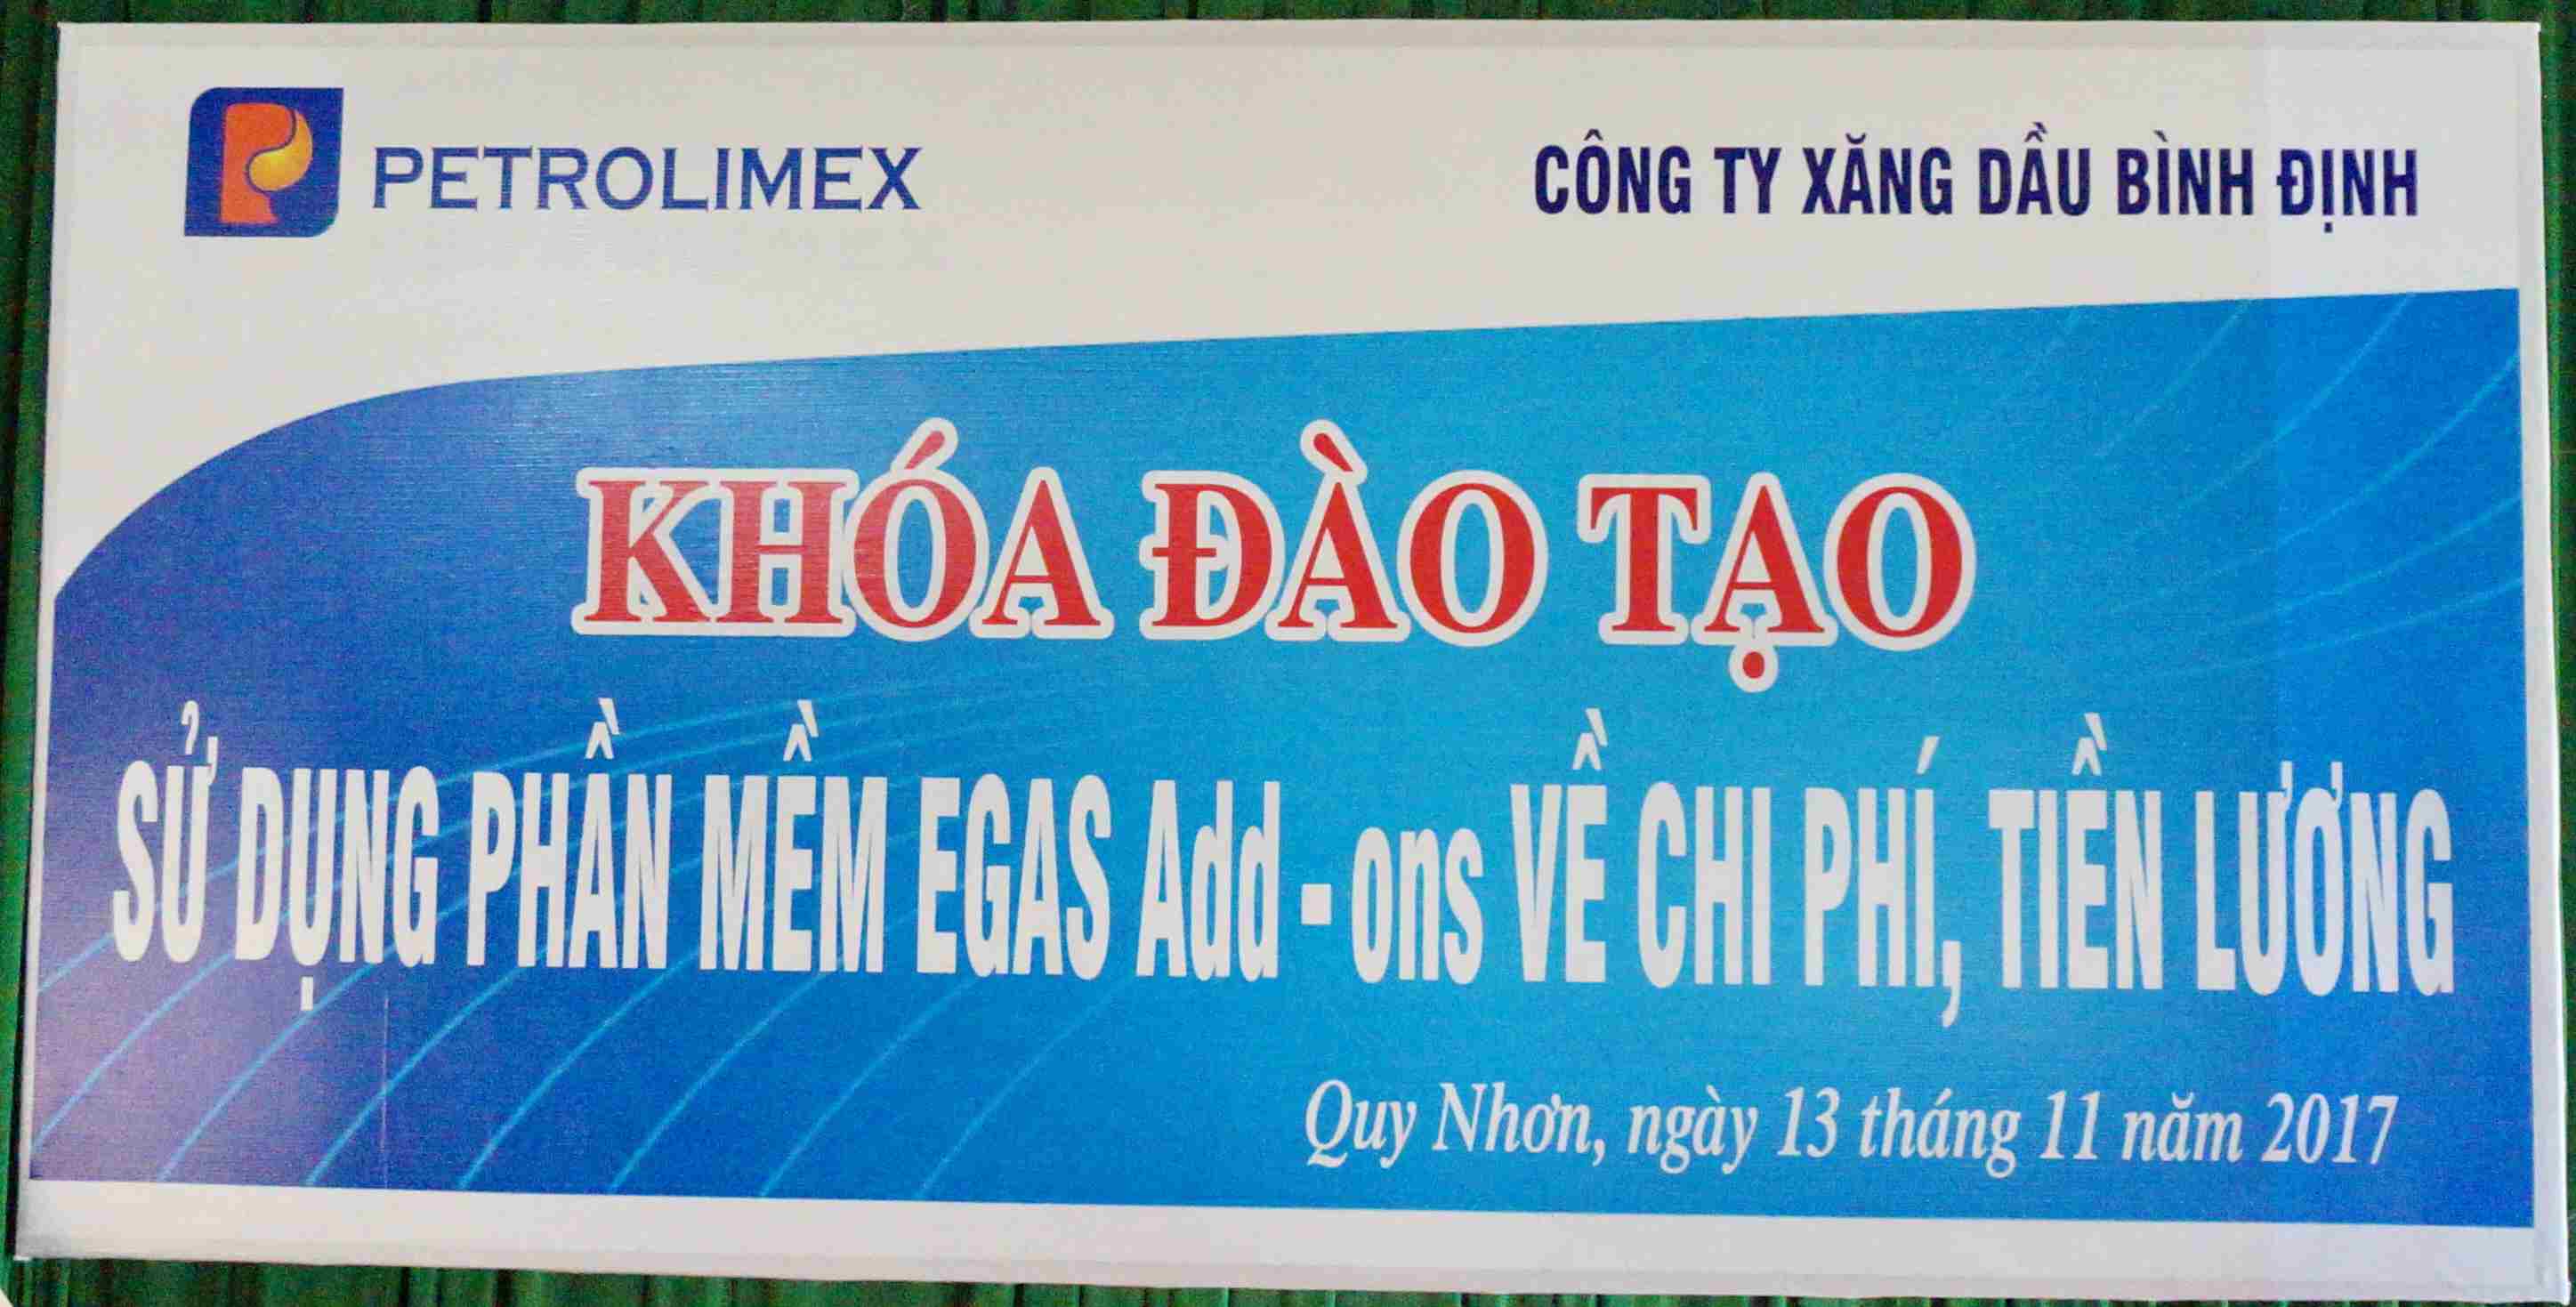 PETROLIMEX
CÔNG TY XĂNG DẦU BÌNH ĐỊNH
KHÓA ĐÀO TẠO
SỬ DỤNG PHẦN MỀM EGAS Add - ons VỀ CHI PHÍ, TIỀN LƯƠNG
Quy Nhơn, ngày 13 tháng 11 năm 2017